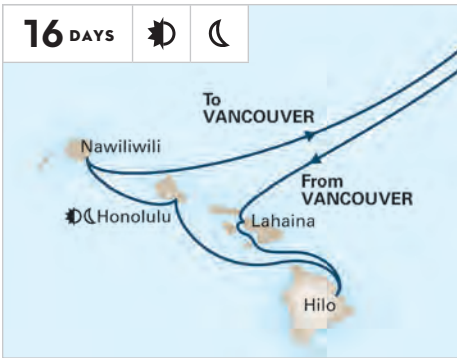 16 DAYS
To
VANCOUVER
Nawiliwili
From
VANCOUVER
Honolulu
Lahaina
Hilo